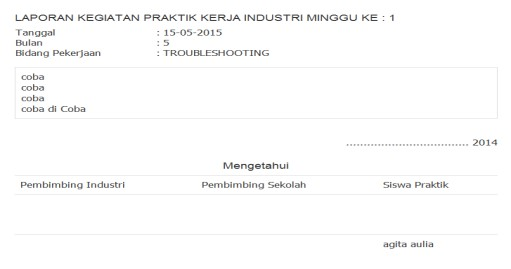 LAPORAN KEGIATAN PRAKTIK KERJA INDUSTRI MINGGU KE : 1
Tanggal : 15-05-2015
Bulan : 5
Bidang Pekerjaan : TROUBLESHOOTING
coba
coba
coba
coba di Coba
................................... 2014
Mengetahui
Pembimbing Industri Pembimbing Sekolah Siswa Praktik
agita aulia